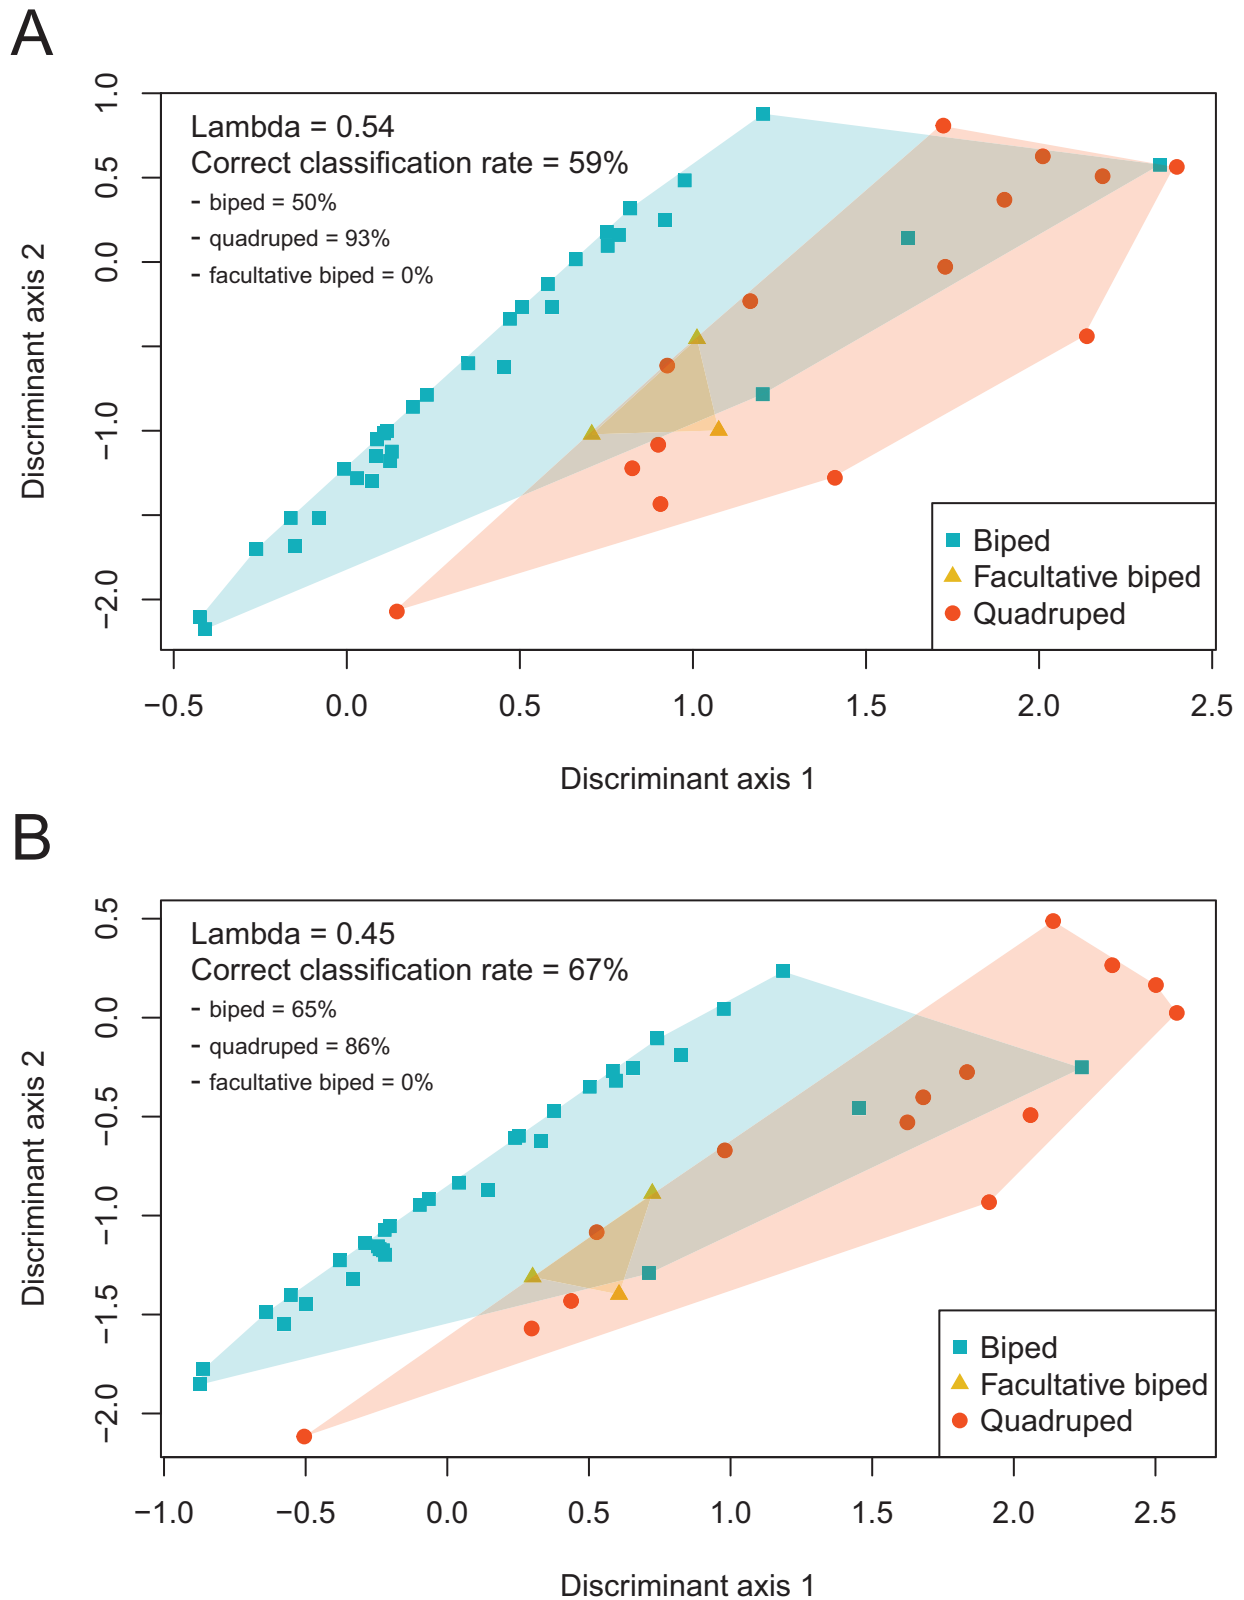 A
Lambda = 0.54
Correct classification rate = 59%
- biped = 50%
- quadruped = 93%
- facultative biped = 0%
1.0
0.5
0.0
−1.0
−2.0
Discriminant axis 2
Biped
Facultative biped
Quadruped
−0.5 0.0 0.5 1.0 1.5 2.0 2.5
Discriminant axis 1
B
Lambda = 0.45
Correct classification rate = 67%
- biped = 65%
- quadruped = 86%
- facultative biped = 0%
0.5
0.0
−0.5
−1.0
−1.5
−2.0
Discriminant axis 2
Biped
Facultative biped
Quadruped
−1.0 −0.5 0.0 0.5 1.0 1.5 2.0 2.5
Discriminant axis 1